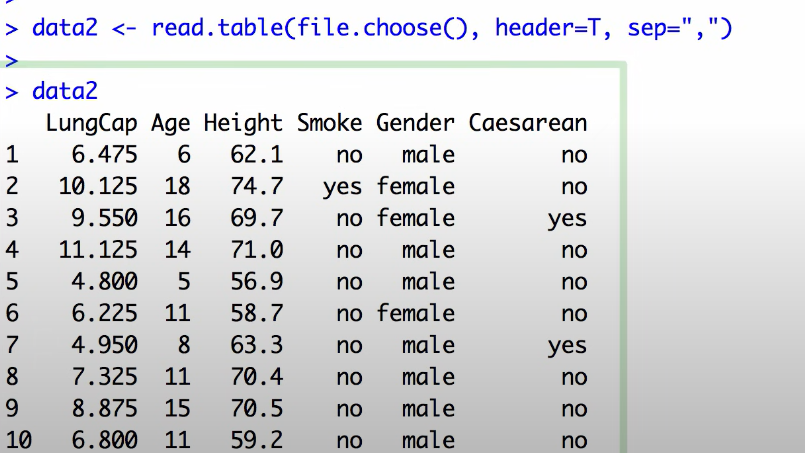 >
> data2 <- read.table(file.choose(), header=T, sep=",")
>
> data2
LungCap Age Height Smoke Gender Caesarean
1 6.475 6 62.1 no male no
2 10.125 18 74.7 yes female no
3 9.550 16 69.7 no female yes
4 11.125 14 71.0 no male no
5 4.800 5 56.9 no male no
6 6.225 11 58.7 no female no
7 4.950 8 63.3 no male yes
8 7.325 11 70.4 no male no
9 8.875 15 70.5 no male no
10 6.800 11 59.2 no male no